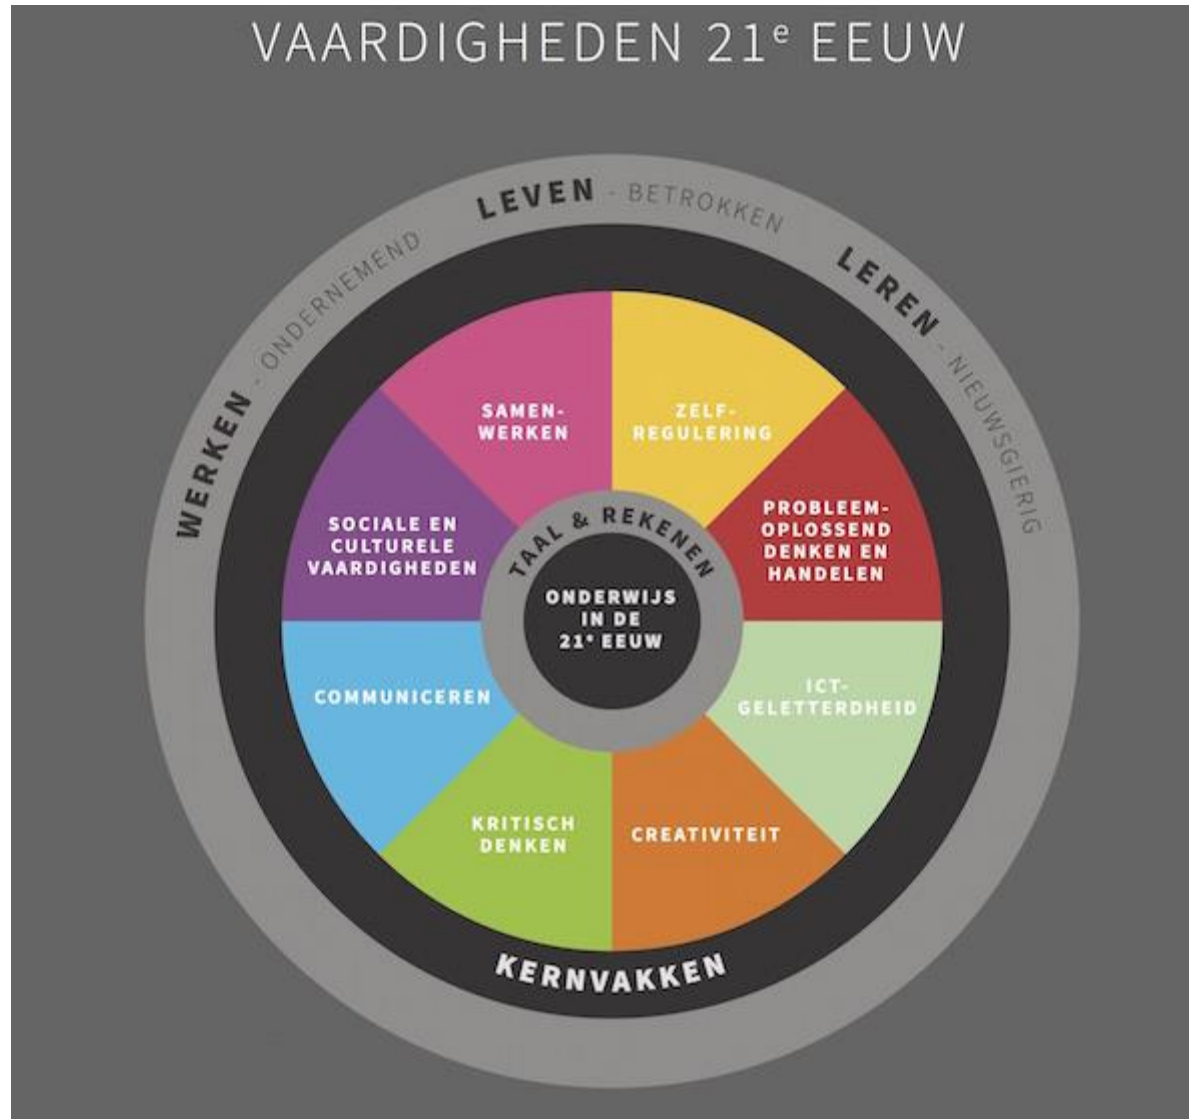 VAARDIGHEDEN 21e EEUW
LEVEN - BETROKKEN
LEREN - NIEUWSGIERIG
WERKEN - ONDERNEMEND
SAMEN-
WERKEN
ZELF-
REGULERING
PROBLEEM-
OPLOSSEND
DENKEN EN
HANDELEN
SOCIALE EN
CULTURELE
VAARDIGHEDEN
TAAL & REKENEN
ONDERWIJS
IN DE
21e EEUW
COMMUNICEREN
ICT-
GELETTERDHEID
KRITISCH
DENKEN
CREATIVITEIT
KERNVAKKEN